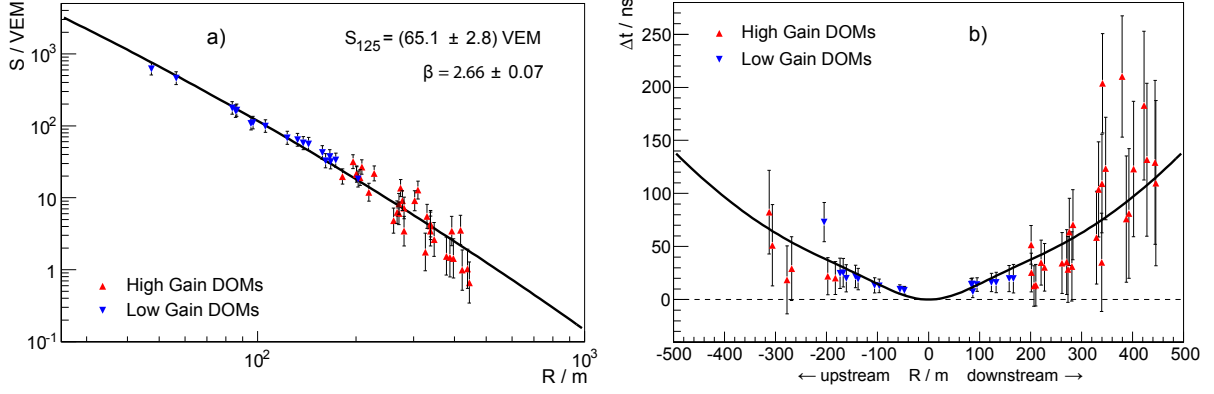 a)
S₁₂₅ = (65.1 ± 2.8) VEM
β = 2.66 ± 0.07
S / VEM
10³
10²
10
1
10⁻¹
High Gain DOMs
Low Gain DOMs
10²
10³
R / m
b)
High Gain DOMs
Low Gain DOMs
Δt / ns
250
200
150
100
50
0
-500 -400 -300 -200 -100 0 100 200 300 400 500
← upstream R / m downstream →